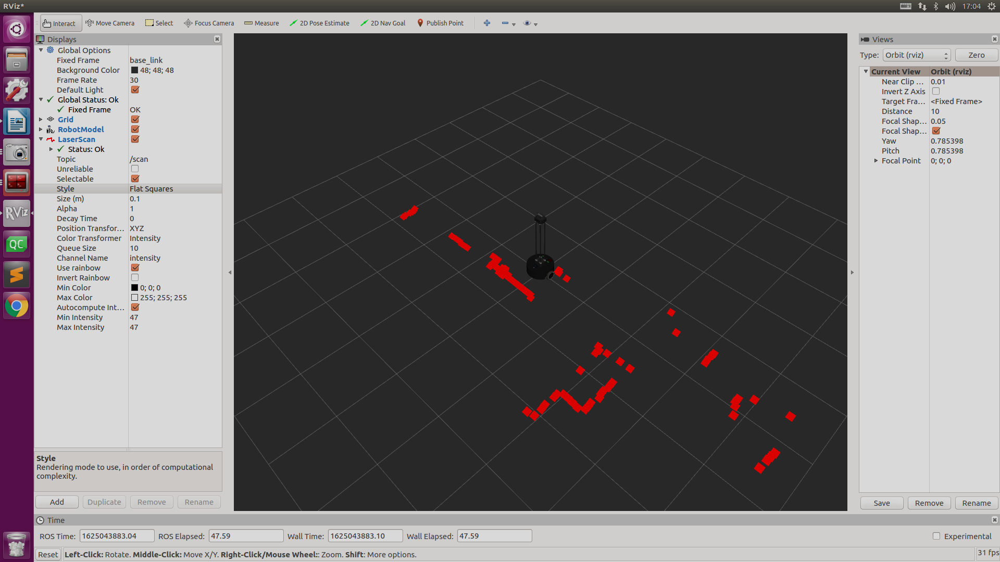 RViz*
17:04
Interact
Move Camera
Select
Focus Camera
Measure
2D Pose Estimate
2D Nav Goal
Publish Point
Displays
Global Options
Fixed Frame base_link
Background Color 48; 48; 48
Frame Rate 30
Default Light
Global Status: Ok
Fixed Frame OK
Grid
RobotModel
LaserScan
Status: Ok
Topic /scan
Unreliable
Selectable
Style Flat Squares
Size (m) 0.1
Alpha 1
Decay Time 0
Position Transfor... XYZ
Color Transformer Intensity
Queue Size 10
Channel Name intensity
Use rainbow
Invert Rainbow
Min Color 0; 0; 0
Max Color 255; 255; 255
Autocompute Int...
Min Intensity 47
Max Intensity 47
Style
Rendering mode to use, in order of computational
complexity.
Add
Duplicate
Remove
Rename
RViz
QC
Views
Type: Orbit (rviz) Zero
Current View Orbit (rviz)
Near Clip ... 0.01
Invert Z Axis
Target Fra... <Fixed Frame>
Distance 10
Focal Shap... 0.05
Focal Shap...
Yaw 0.785398
Pitch 0.785398
Focal Point 0; 0; 0
Save
Remove
Rename
Time
ROS Time: 1625043883.04 ROS Elapsed: 47.59 Wall Time: 1625043883.10 Wall Elapsed: 47.59 Experimental
Reset Left-Click: Rotate. Middle-Click: Move X/Y. Right-Click/Mouse Wheel:: Zoom. Shift: More options. 31 fps